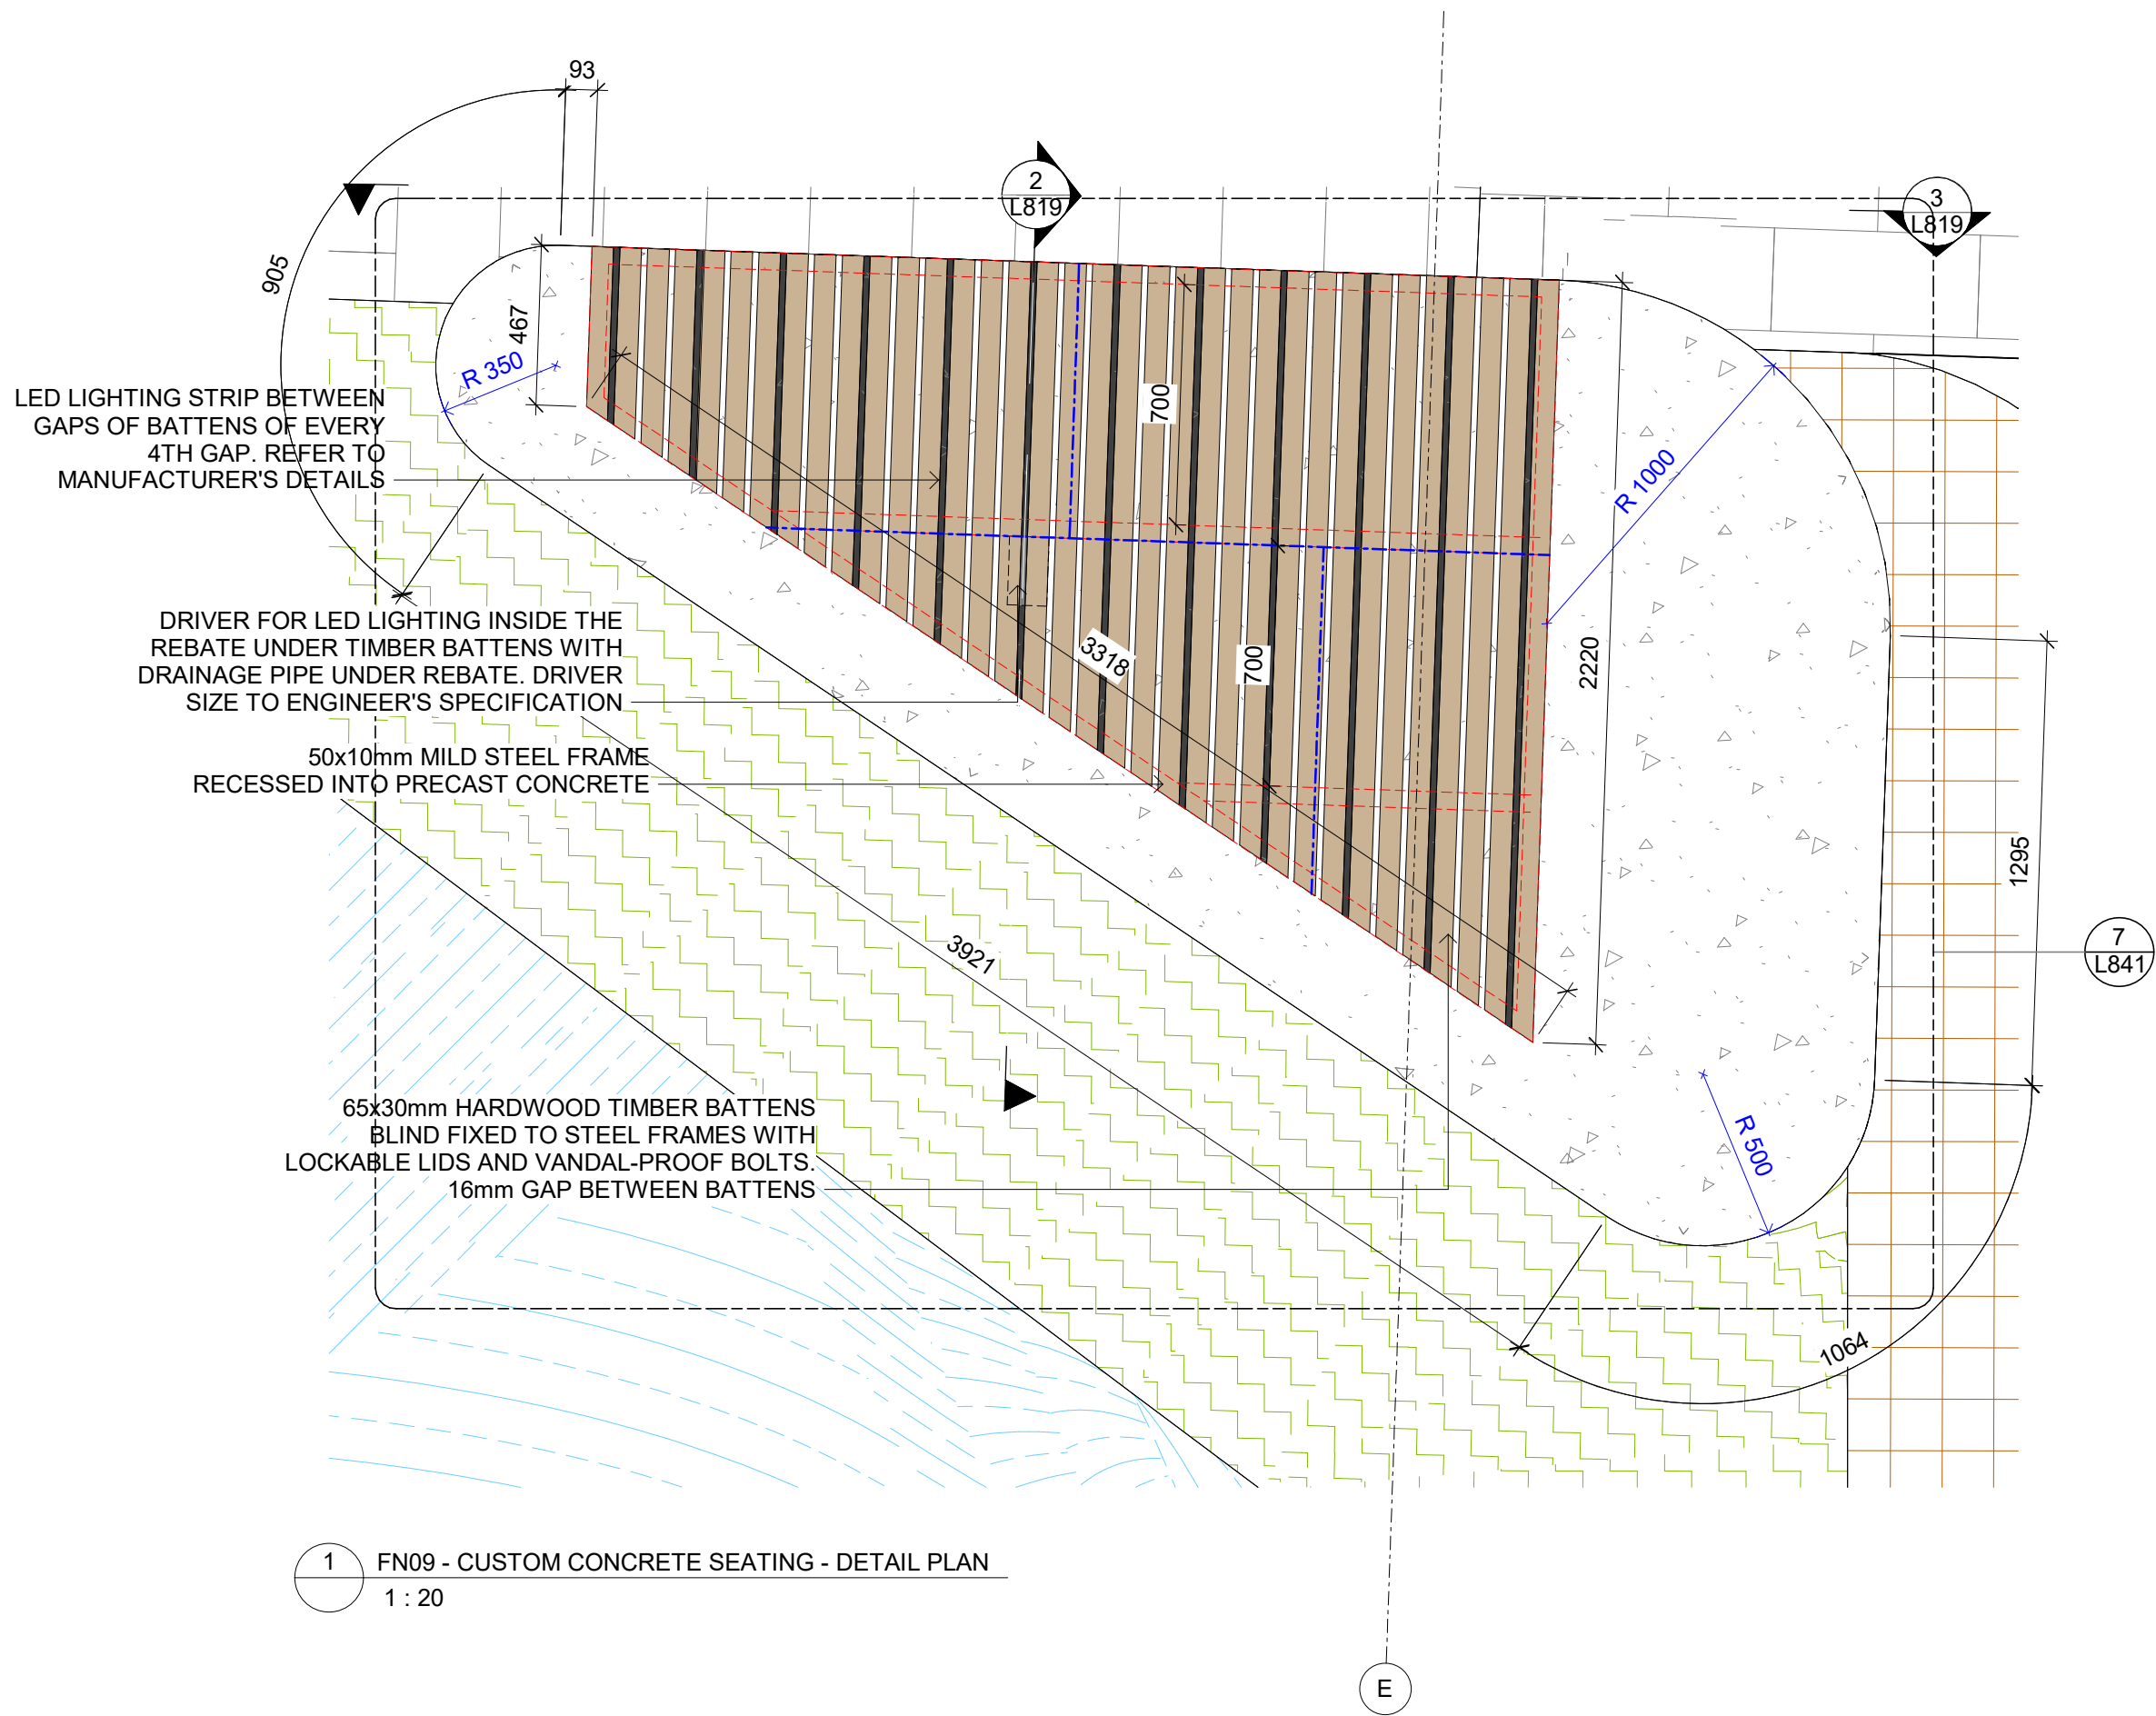 93
905
2
L819
3
L819
467
R 350
LED LIGHTING STRIP BETWEEN
GAPS OF BATTENS OF EVERY
4TH GAP. REFER TO
MANUFACTURER'S DETAILS
700
R 1000
DRIVER FOR LED LIGHTING INSIDE THE
REBATE UNDER TIMBER BATTENS WITH
DRAINAGE PIPE UNDER REBATE. DRIVER
SIZE TO ENGINEER'S SPECIFICATION
3318
700
2220
50x10mm MILD STEEL FRAME
RECESSED INTO PRECAST CONCRETE
1295
3921
7
L841
65x30mm HARDWOOD TIMBER BATTENS
BLIND FIXED TO STEEL FRAMES WITH
LOCKABLE LIDS AND VANDAL-PROOF BOLTS.
16mm GAP BETWEEN BATTENS
R 500
1064
1
FN09 - CUSTOM CONCRETE SEATING - DETAIL PLAN
1 : 20
E